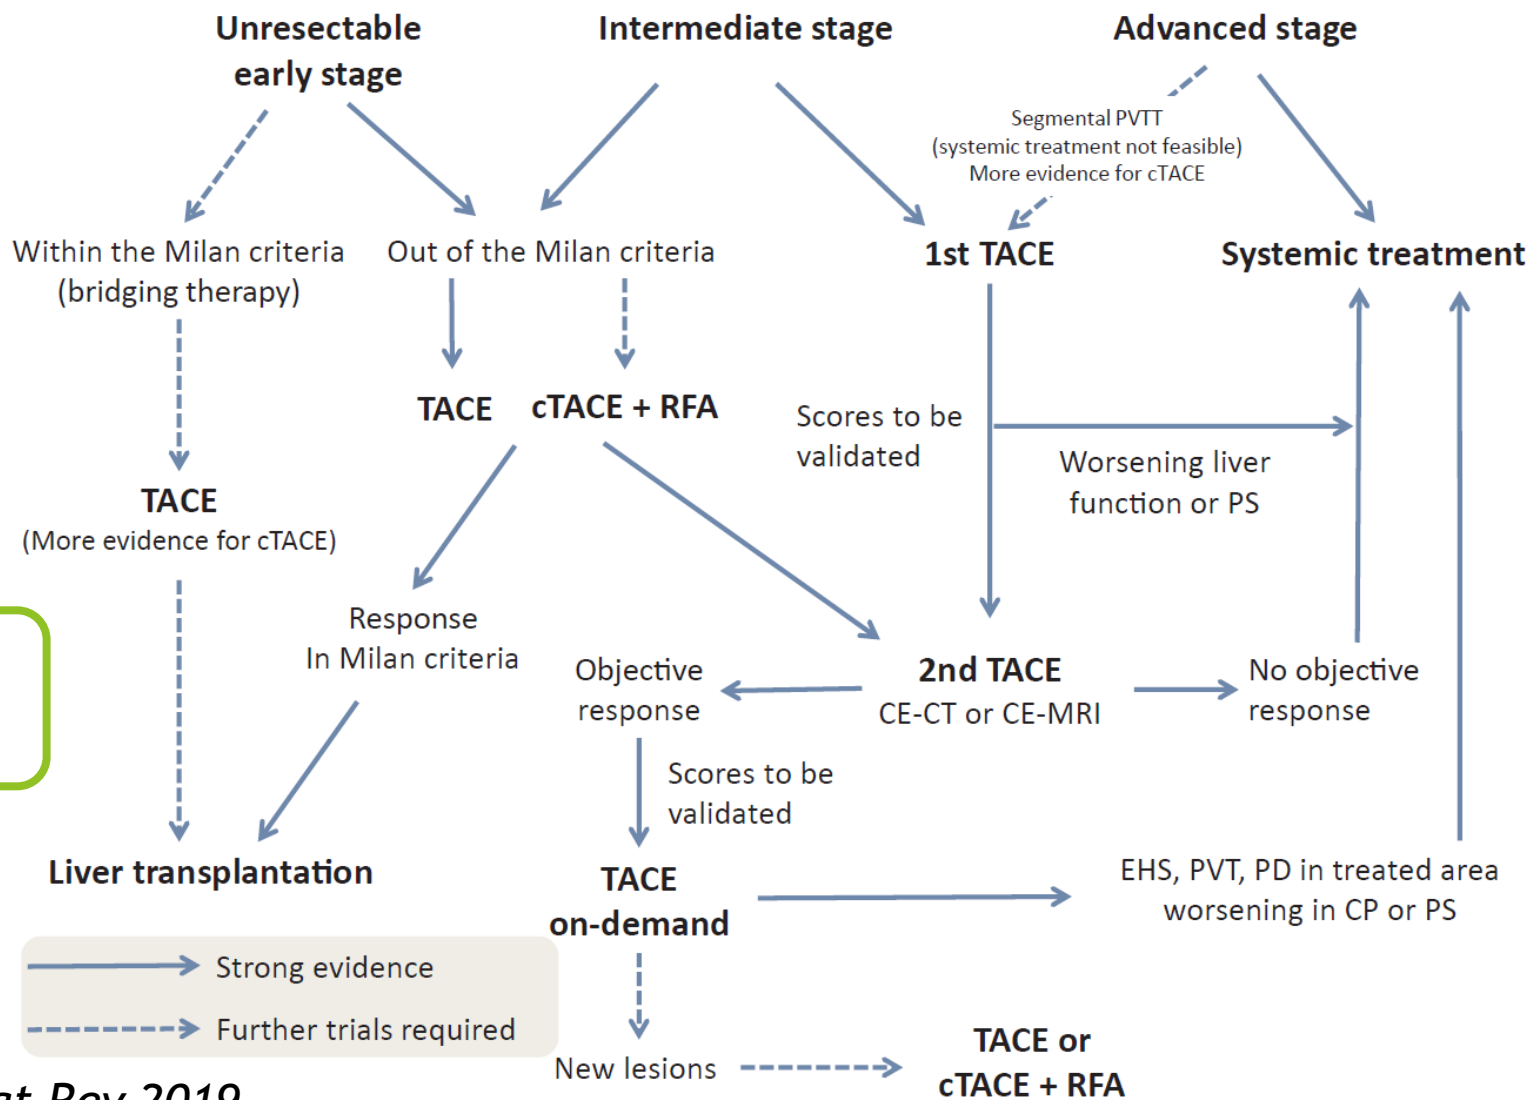 Unresectable
early stage
Intermediate stage
Advanced stage
Segmental PVTT
(systemic treatment not feasible)
More evidence for cTACE
Within the Milan criteria
(bridging therapy)
Out of the Milan criteria
1st TACE
Systemic treatment
TACE
cTACE + RFA
Scores to be
validated
Worsening liver
function or PS
TACE
(More evidence for cTACE)
Response
In Milan criteria
Objective
response
2nd TACE
CE-CT or CE-MRI
No objective
response
Scores to be
validated
Liver transplantation
TACE
on-demand
EHS, PVT, PD in treated area
worsening in CP or PS
Strong evidence
Further trials required
New lesions
TACE or
cTACE + RFA
Rev 2019